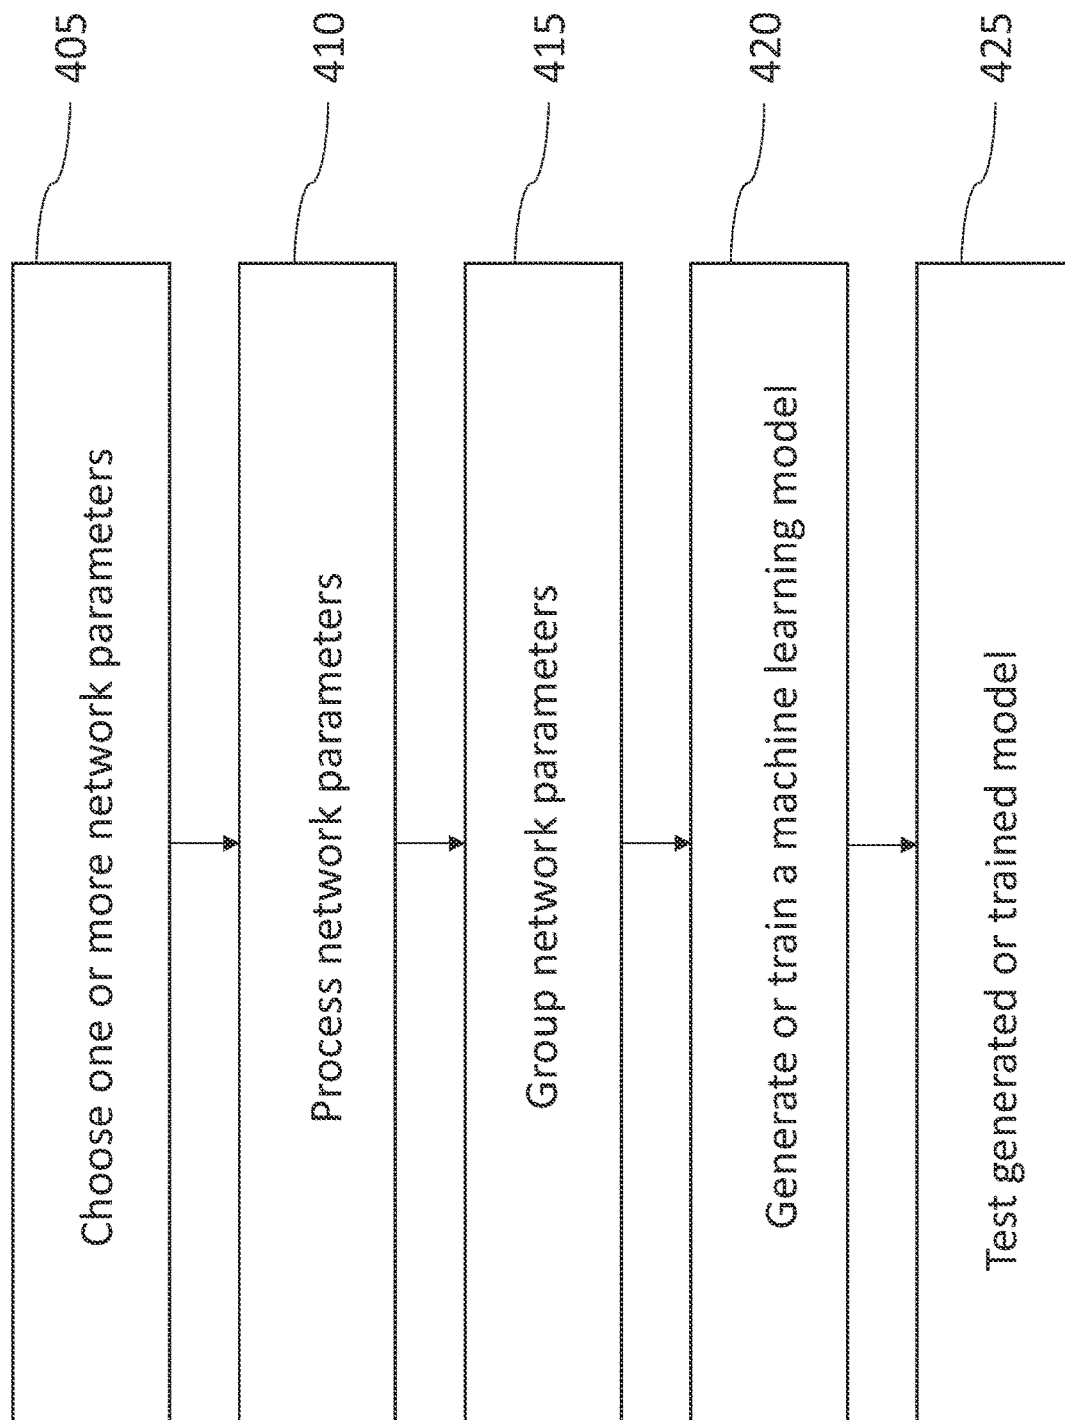 Choose one or more network parameters
405
Process network parameters
410
Group network parameters
415
Generate or train a machine learning model
420
Test generated or trained model
425